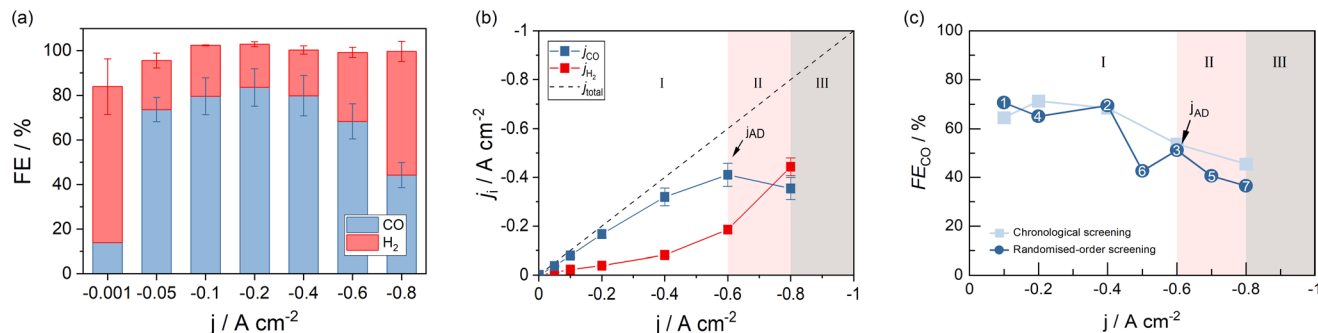 (a)
FE / %
100
80
60
40
20
0
CO
H2
-0.001 -0.05 -0.1 -0.2 -0.4 -0.6 -0.8
j / A cm-2
(b)
ji / A cm-2
-1
-0.8
-0.6
-0.4
-0.2
0
jCO
jH2
jtotal
I II III
jAD
0 -0.2 -0.4 -0.6 -0.8 -1
j / A cm-2
(c)
FECO / %
100
80
60
40
20
0
I II III
jAD
1 4 2 6 3 5 7
Chronological screening
Randomised-order screening
0 -0.2 -0.4 -0.6 -0.8 -1
j / A cm-2